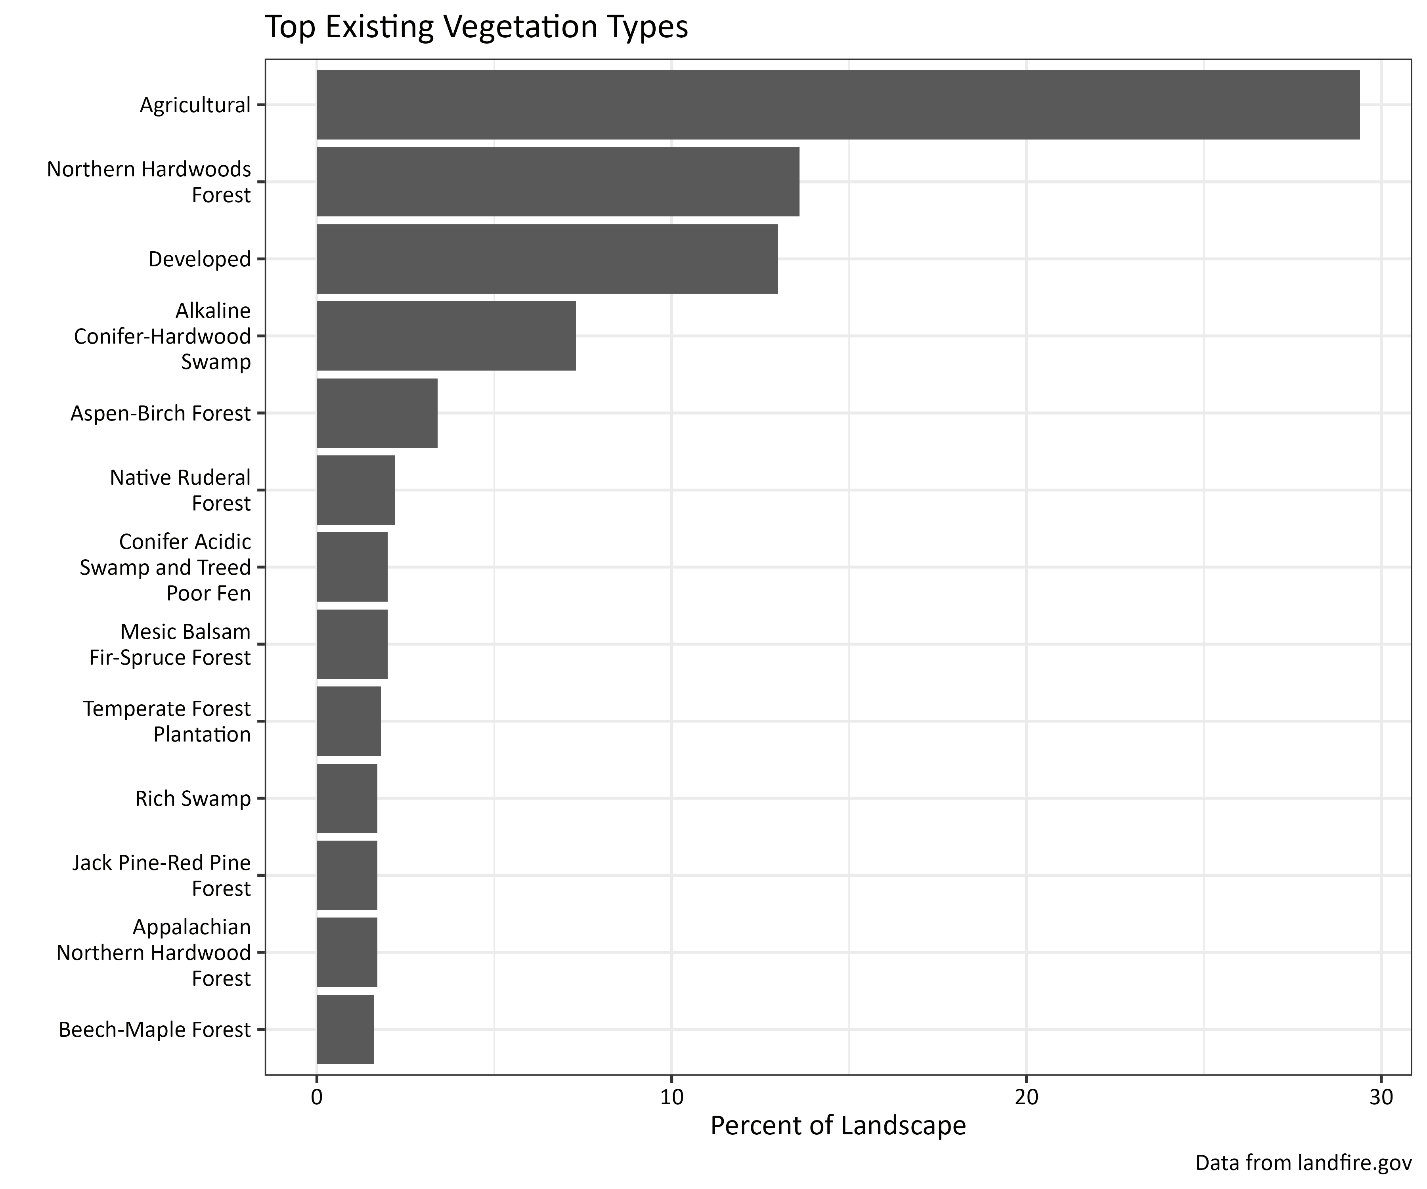 Top Existing Vegetation Types
Agricultural
Northern Hardwoods
Forest
Developed
Alkaline
Conifer-Hardwood
Swamp
Aspen-Birch Forest
Native Ruderal
Forest
Conifer Acidic
Swamp and Treed
Poor Fen
Mesic Balsam
Fir-Spruce Forest
Temperate Forest
Plantation
Rich Swamp
Jack Pine-Red Pine
Forest
Appalachian
Northern Hardwood
Forest
Beech-Maple Forest
0 10 20 30
Percent of Landscape
Data from landfire.gov